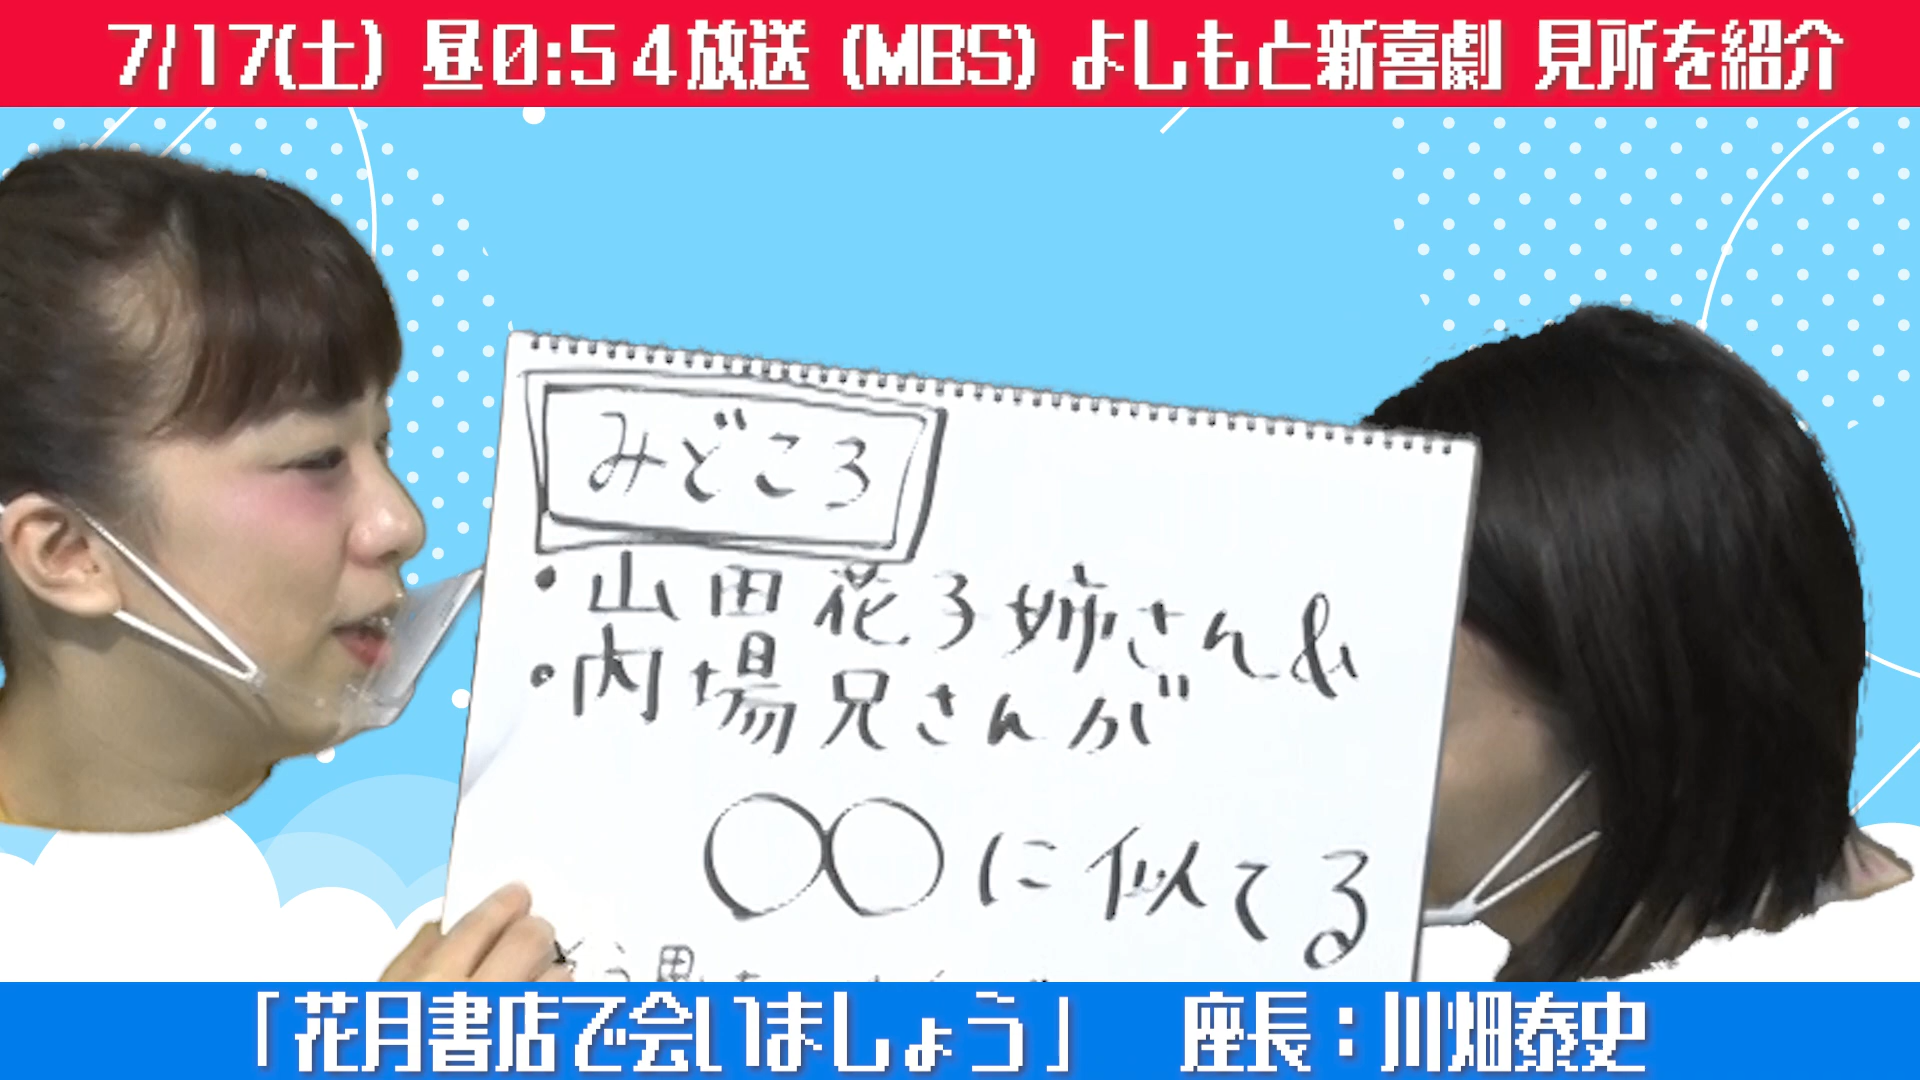 7/17(土) 昼0:54放送 (MBS) よしもと新喜劇 見所を紹介
みどころ
・山田花子姉さん&
・内場兄さんが
○○に似てる
「花月書店で会いましょう」 座長:川畑泰史